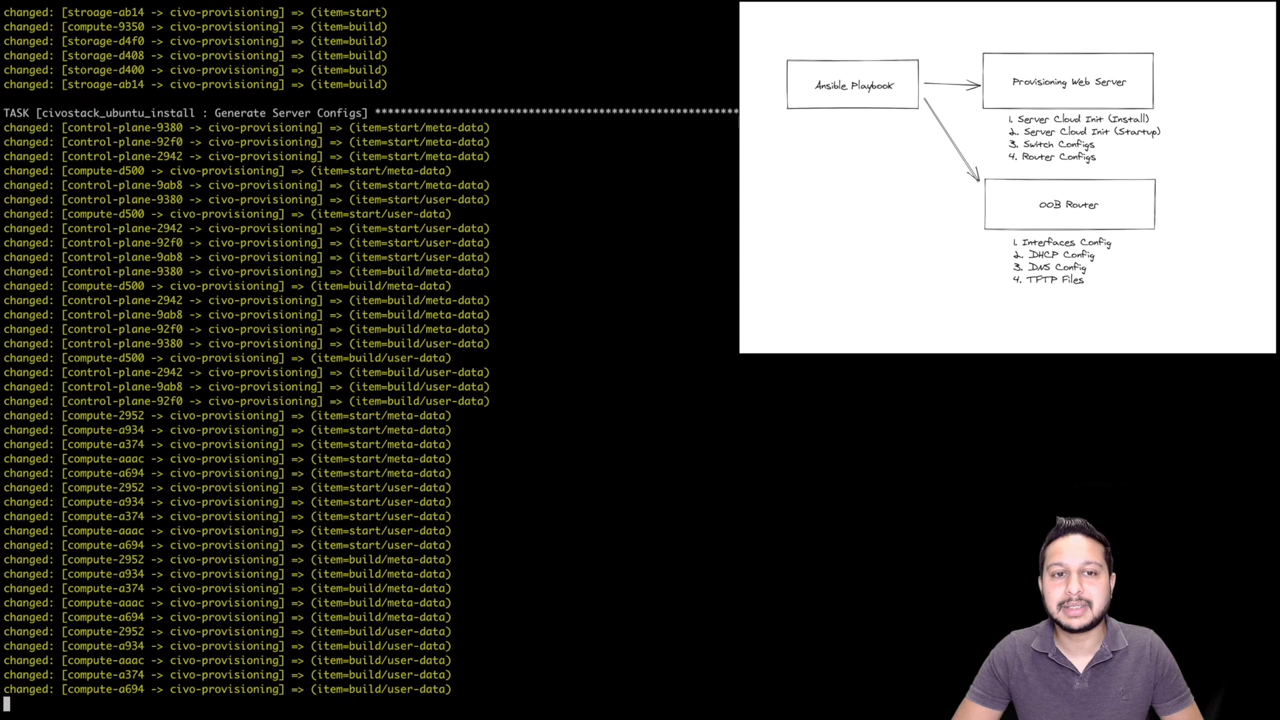 changed: [stroage-ab14 -> civo-provisioning] => (item=start)
changed: [compute-9350 -> civo-provisioning] => (item=build)
changed: [storage-d4f0 -> civo-provisioning] => (item=build)
changed: [storage-d408 -> civo-provisioning] => (item=build)
changed: [storage-d400 -> civo-provisioning] => (item=build)
changed: [stroage-ab14 -> civo-provisioning] => (item=build)
TASK [civostack_ubuntu_install : Generate Server Configs] ********************************************************
changed: [control-plane-9380 -> civo-provisioning] => (item=start/meta-data)
changed: [control-plane-92f0 -> civo-provisioning] => (item=start/meta-data)
changed: [control-plane-2942 -> civo-provisioning] => (item=start/meta-data)
changed: [compute-d500 -> civo-provisioning] => (item=start/meta-data)
changed: [control-plane-9ab8 -> civo-provisioning] => (item=start/meta-data)
changed: [control-plane-9380 -> civo-provisioning] => (item=start/user-data)
changed: [compute-d500 -> civo-provisioning] => (item=start/user-data)
changed: [control-plane-2942 -> civo-provisioning] => (item=start/user-data)
changed: [control-plane-92f0 -> civo-provisioning] => (item=start/user-data)
changed: [control-plane-9ab8 -> civo-provisioning] => (item=start/user-data)
changed: [control-plane-9380 -> civo-provisioning] => (item=build/meta-data)
changed: [compute-d500 -> civo-provisioning] => (item=build/meta-data)
changed: [control-plane-2942 -> civo-provisioning] => (item=build/meta-data)
changed: [control-plane-9ab8 -> civo-provisioning] => (item=build/meta-data)
changed: [control-plane-92f0 -> civo-provisioning] => (item=build/meta-data)
changed: [control-plane-9380 -> civo-provisioning] => (item=build/user-data)
changed: [compute-d500 -> civo-provisioning] => (item=build/user-data)
changed: [control-plane-2942 -> civo-provisioning] => (item=build/user-data)
changed: [control-plane-9ab8 -> civo-provisioning] => (item=build/user-data)
changed: [control-plane-92f0 -> civo-provisioning] => (item=build/user-data)
changed: [compute-2952 -> civo-provisioning] => (item=start/meta-data)
changed: [compute-a934 -> civo-provisioning] => (item=start/meta-data)
changed: [compute-a374 -> civo-provisioning] => (item=start/meta-data)
changed: [compute-aaac -> civo-provisioning] => (item=start/meta-data)
changed: [compute-a694 -> civo-provisioning] => (item=start/meta-data)
changed: [compute-2952 -> civo-provisioning] => (item=start/user-data)
changed: [compute-a934 -> civo-provisioning] => (item=start/user-data)
changed: [compute-a374 -> civo-provisioning] => (item=start/user-data)
changed: [compute-aaac -> civo-provisioning] => (item=start/user-data)
changed: [compute-a694 -> civo-provisioning] => (item=start/user-data)
changed: [compute-2952 -> civo-provisioning] => (item=build/meta-data)
changed: [compute-a934 -> civo-provisioning] => (item=build/meta-data)
changed: [compute-a374 -> civo-provisioning] => (item=build/meta-data)
changed: [compute-aaac -> civo-provisioning] => (item=build/meta-data)
changed: [compute-a694 -> civo-provisioning] => (item=build/meta-data)
changed: [compute-2952 -> civo-provisioning] => (item=build/user-data)
changed: [compute-a934 -> civo-provisioning] => (item=build/user-data)
changed: [compute-aaac -> civo-provisioning] => (item=build/user-data)
changed: [compute-a374 -> civo-provisioning] => (item=build/user-data)
changed: [compute-a694 -> civo-provisioning] => (item=build/user-data)
Ansible Playbook
Provisioning Web Server
1. Server Cloud Init (Install)
2. Server Cloud Init (Startup)
3. Switch Configs
4. Router Configs
OOB Router
1. Interfaces Config
2. DHCP Config
3. DNS Config
4. TFTP Files